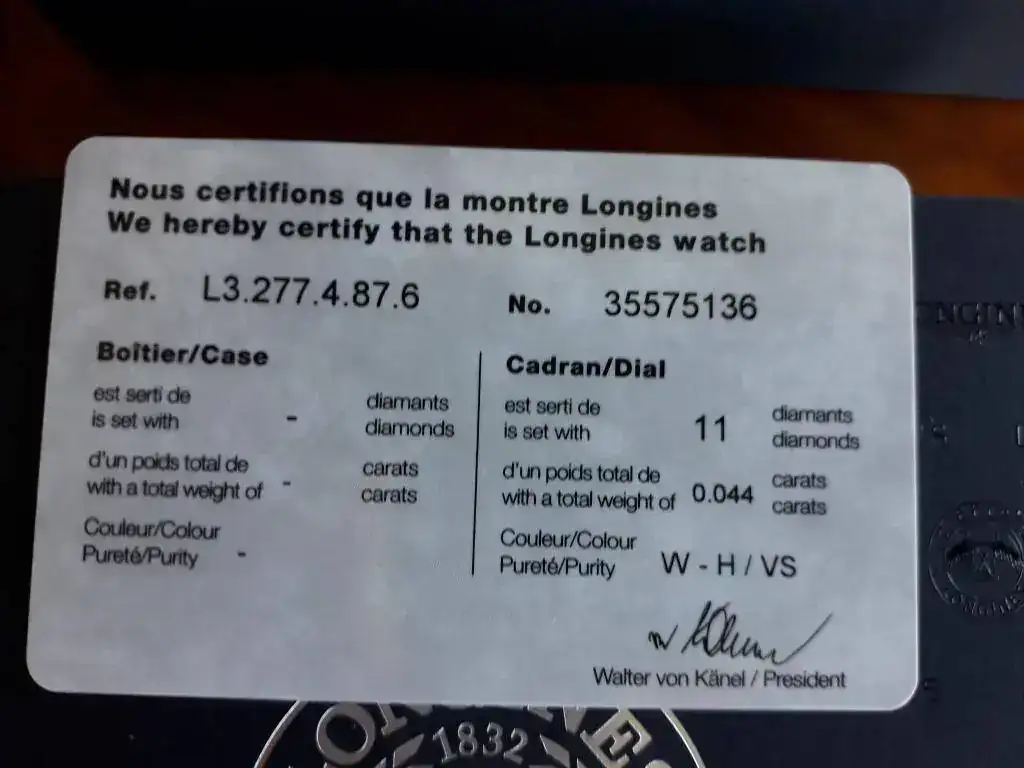 Nous certifions que la montre Longines
We hereby certify that the Longines watch
Ref. L3.277.4.87.6 No. 35575136
Boîtier/Case
est serti de diamants
is set with - diamonds
d'un poids total de carats
with a total weight of - carats
Couleur/Colour
Pureté/Purity -
Cadran/Dial
est serti de diamants
is set with 11 diamonds
d'un poids total de carats
with a total weight of 0.044 carats
Couleur/Colour
Pureté/Purity W - H / VS
Walter von Känel / President
1832